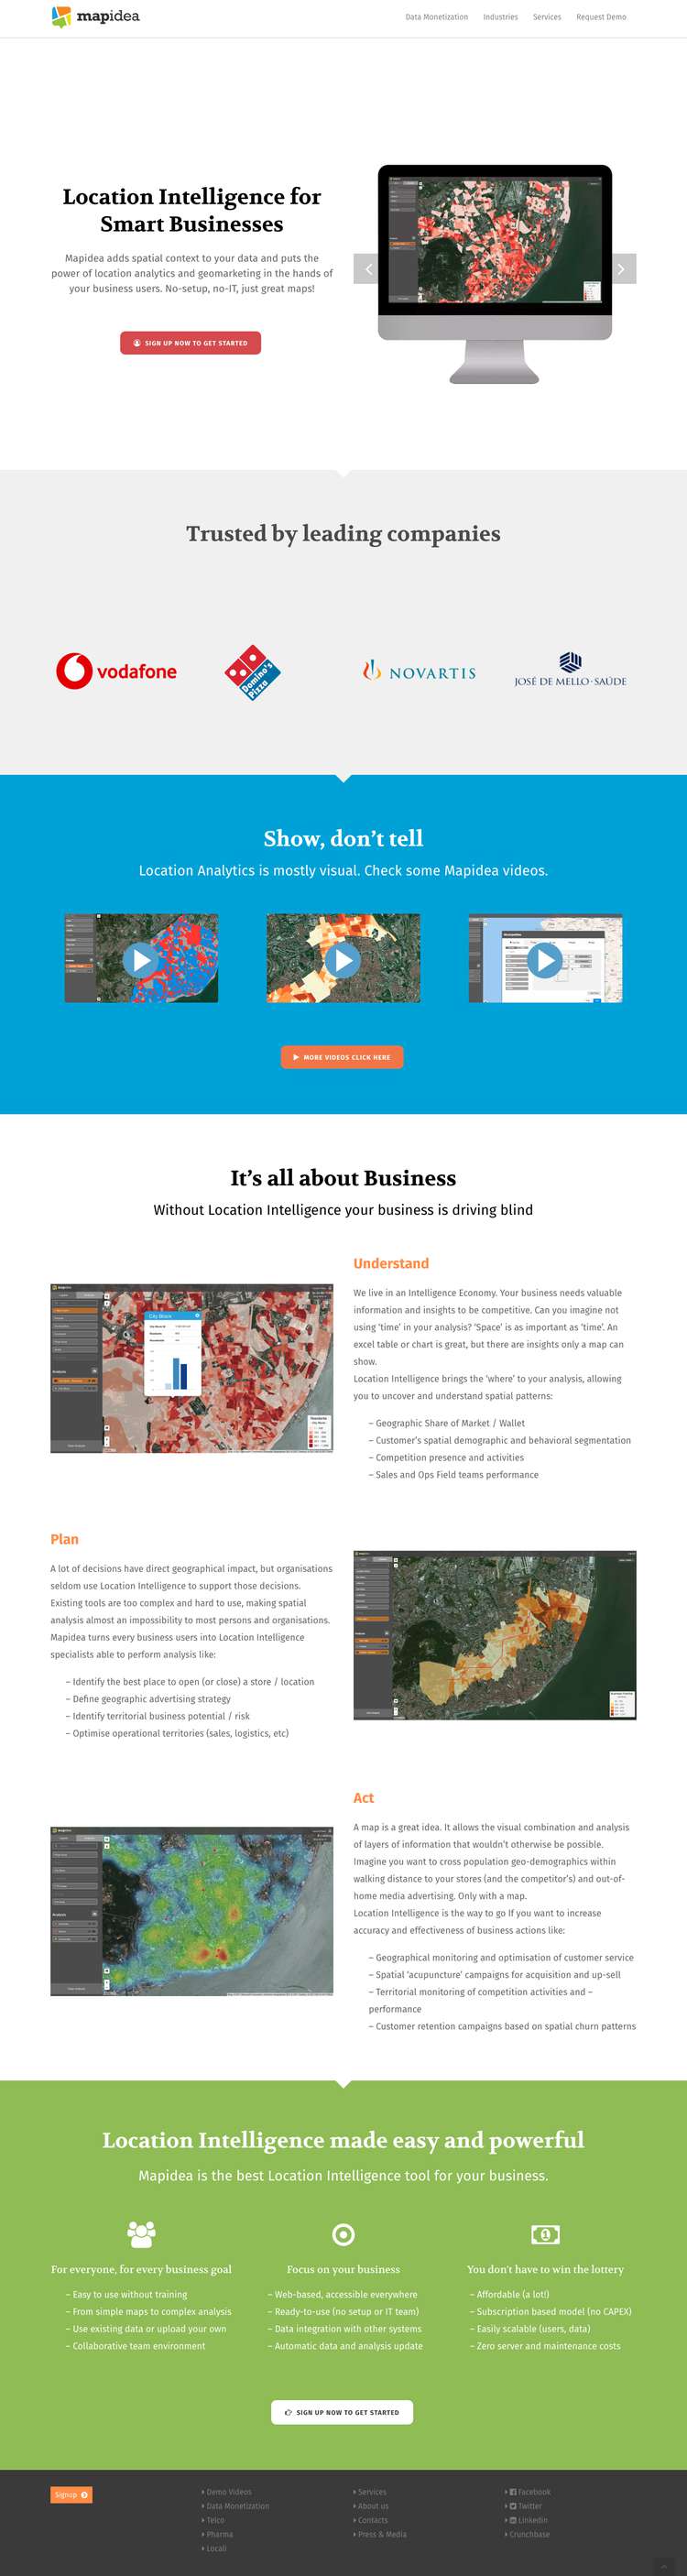 mapidea
Data Monetization Industries Services Request Demo
Location Intelligence for
Smart Businesses
Mapidea adds spatial context to your data and puts the
power of location analytics and geomarketing in the hands of
your business users. No-setup, no-IT, just great maps!
SIGN UP NOW TO GET STARTED
Trusted by leading companies
vodafone
Domino's
Pizza
NOVARTIS
JOSÉ DE MELLO·SAÚDE
Show, don't tell
Location Analytics is mostly visual. Check some Mapidea videos.
MORE VIDEOS CLICK HERE
It's all about Business
Without Location Intelligence your business is driving blind
Understand
We live in an Intelligence Economy. Your business needs valuable
information and insights to be competitive. Can you imagine not
using 'time' in your analysis? 'Space' is as important as 'time'. An
excel table or chart is great, but there are insights only a map can
show.
Location Intelligence brings the 'where' to your analysis, allowing
you to uncover and understand spatial patterns:
– Geographic Share of Market / Wallet
– Customer's spatial demographic and behavioral segmentation
– Competition presence and activities
– Sales and Ops Field teams performance
City Block
Plan
A lot of decisions have direct geographical impact, but organisations
seldom use Location Intelligence to support those decisions.
Existing tools are too complex and hard to use, making spatial
analysis almost an impossibility to most persons and organisations.
Mapidea turns every business users into Location Intelligence
specialists able to perform analysis like:
– Identify the best place to open (or close) a store / location
– Define geographic advertising strategy
– Identify territorial business potential / risk
– Optimise operational territories (sales, logistics, etc)
Act
A map is a great idea. It allows the visual combination and analysis
of layers of information that wouldn't otherwise be possible.
Imagine you want to cross population geo-demographics within
walking distance to your stores (and the competitor's) and out-of-
home media advertising. Only with a map.
Location Intelligence is the way to go If you want to increase
accuracy and effectiveness of business actions like:
– Geographical monitoring and optimisation of customer service
– Spatial 'acupuncture' campaigns for acquisition and up-sell
– Territorial monitoring of competition activities and –
performance
– Customer retention campaigns based on spatial churn patterns
Location Intelligence made easy and powerful
Mapidea is the best Location Intelligence tool for your business.
For everyone, for every business goal
– Easy to use without training
– From simple maps to complex analysis
– Use existing data or upload your own
– Collaborative team environment
Focus on your business
– Web-based, accessible everywhere
– Ready-to-use (no setup or IT team)
– Data integration with other systems
– Automatic data and analysis update
You don't have to win the lottery
– Affordable (a lot!)
– Subscription based model (no CAPEX)
– Easily scalable (users, data)
– Zero server and maintenance costs
SIGN UP NOW TO GET STARTED
Signup
Demo Videos
Data Monetization
Telco
Pharma
Locall
Services
About us
Contacts
Press & Media
Facebook
Twitter
Linkedin
Crunchbase